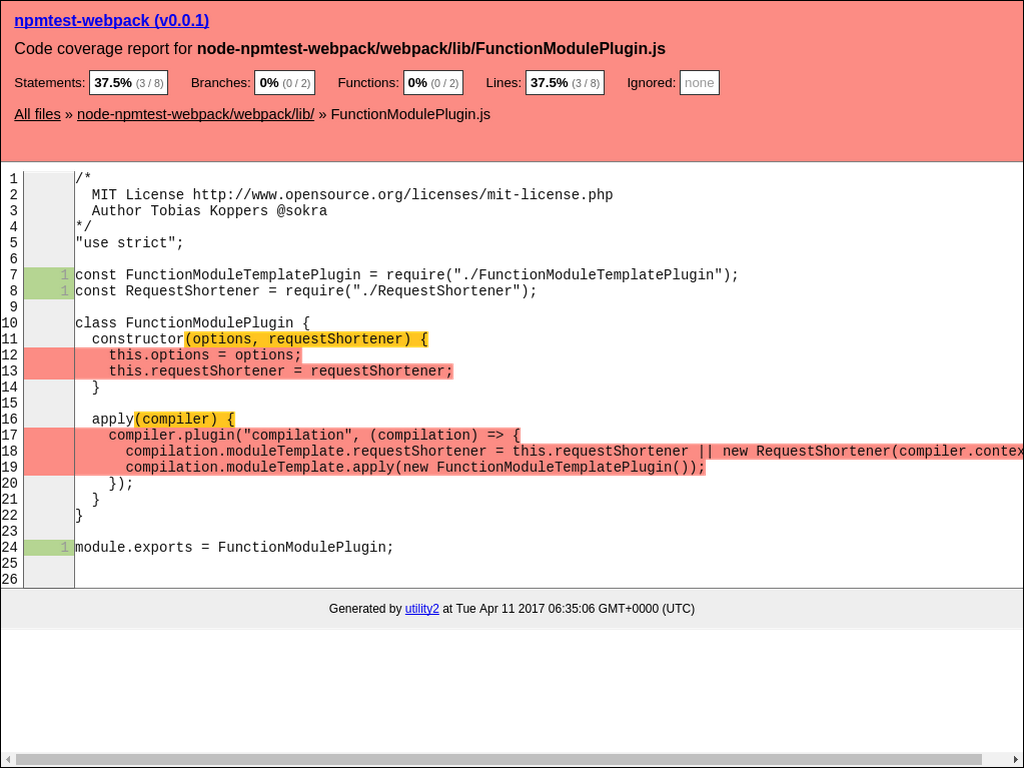 npmtest-webpack (v0.0.1)
Code coverage report for node-npmtest-webpack/webpack/lib/FunctionModulePlugin.js
Statements: 37.5% (3 / 8) Branches: 0% (0 / 2) Functions: 0% (0 / 2) Lines: 37.5% (3 / 8) Ignored: none
All files » node-npmtest-webpack/webpack/lib/ » FunctionModulePlugin.js
1 /*
2 MIT License http://www.opensource.org/licenses/mit-license.php
3 Author Tobias Koppers @sokra
4 */
5 "use strict";
6
7 1 const FunctionModuleTemplatePlugin = require("./FunctionModuleTemplatePlugin");
8 1 const RequestShortener = require("./RequestShortener");
9
10 class FunctionModulePlugin {
11 constructor(options, requestShortener) {
12 this.options = options;
13 this.requestShortener = requestShortener;
14 }
15
16 apply(compiler) {
17 compiler.plugin("compilation", (compilation) => {
18 compilation.moduleTemplate.requestShortener = this.requestShortener || new RequestShortener(compiler.contex
19 compilation.moduleTemplate.apply(new FunctionModuleTemplatePlugin());
20 });
21 }
22 }
23
24 1 module.exports = FunctionModulePlugin;
25
26
Generated by utility2 at Tue Apr 11 2017 06:35:06 GMT+0000 (UTC)